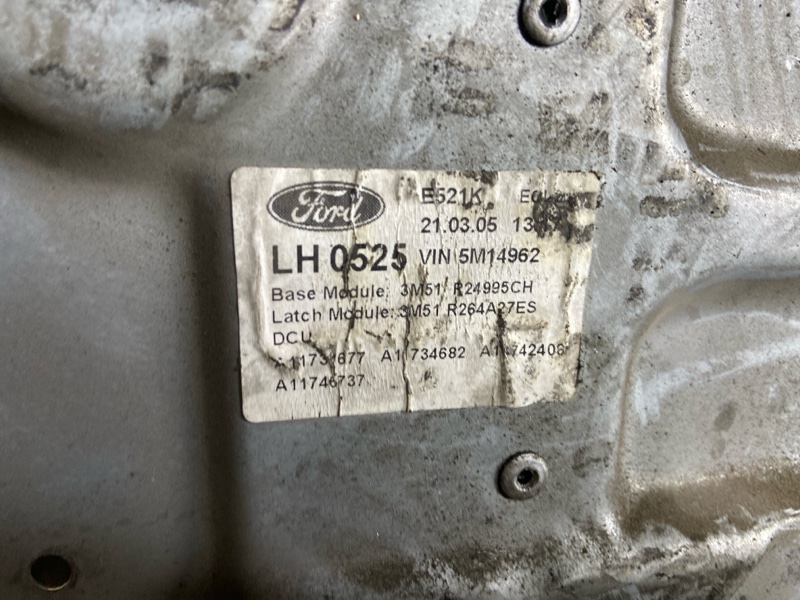 Ford
E521K
21.03.05
LH 0525 VIN 5M14962
Base Module: 3M51 R24995CH
Latch Module: 3M51 R264A27ES
DCU
A11734682
A11746737